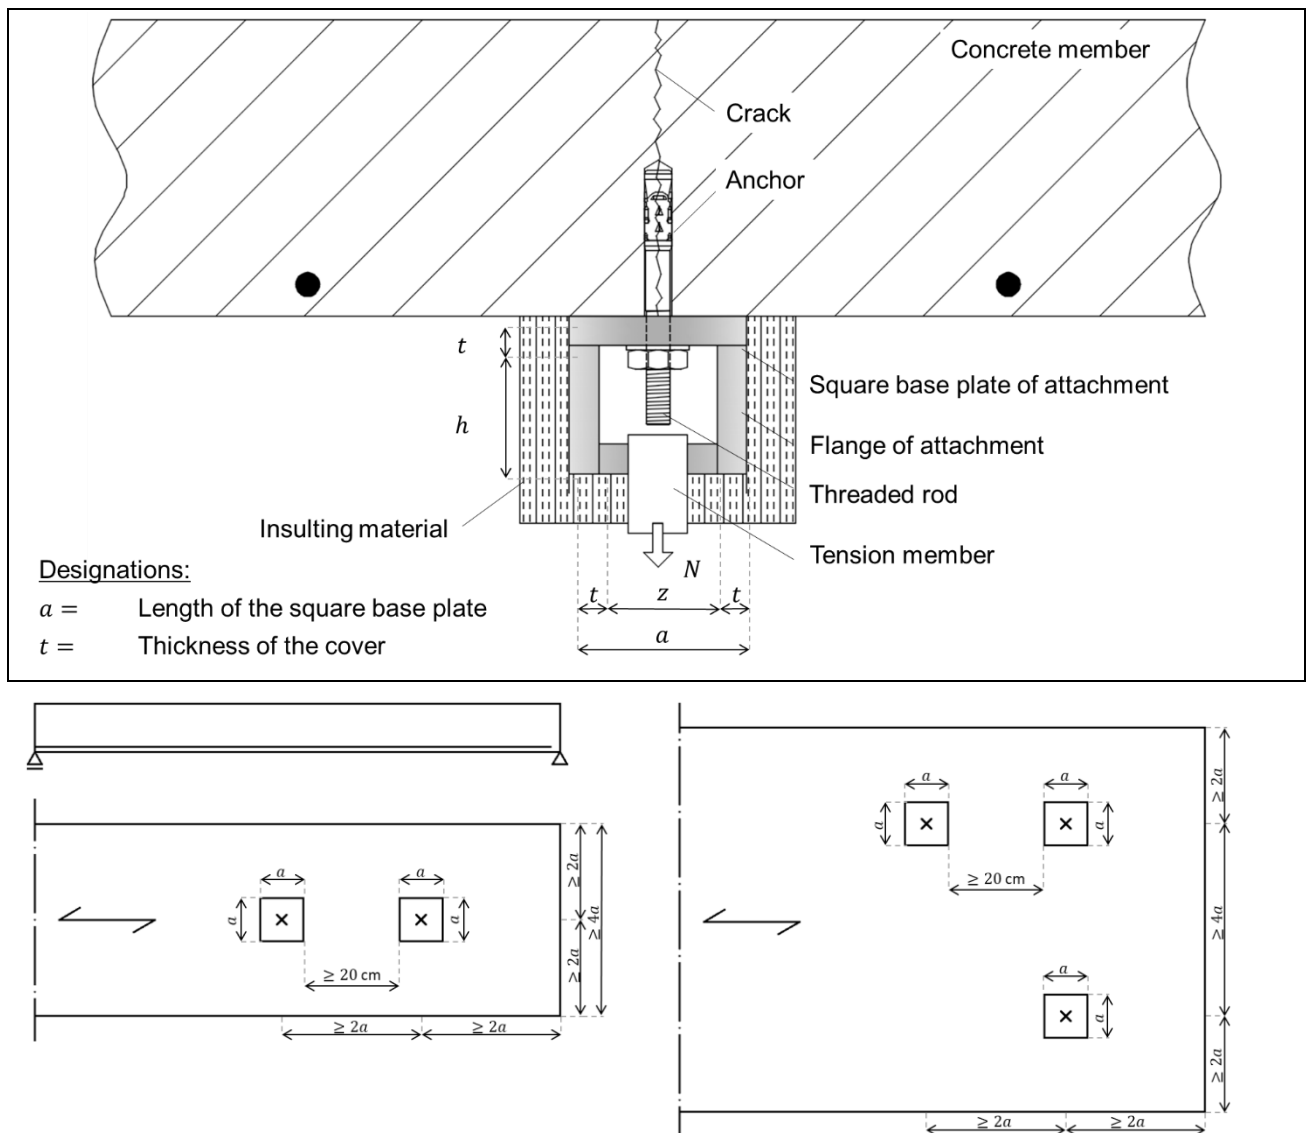 Concrete member
Crack
Anchor
t
h
Square base plate of attachment
Flange of attachment
Threaded rod
Insulting material
Tension member
N
Designations:
a = Length of the square base plate
t = Thickness of the cover
t z t
a
a a
a a
≥ 20 cm
≥ 2a
≥ 2a
≥ 4a
≥ 2a ≥ 2a
a a
a a
≥ 20 cm
a
a
≥ 2a
≥ 4a
≥ 2a
≥ 2a ≥ 2a